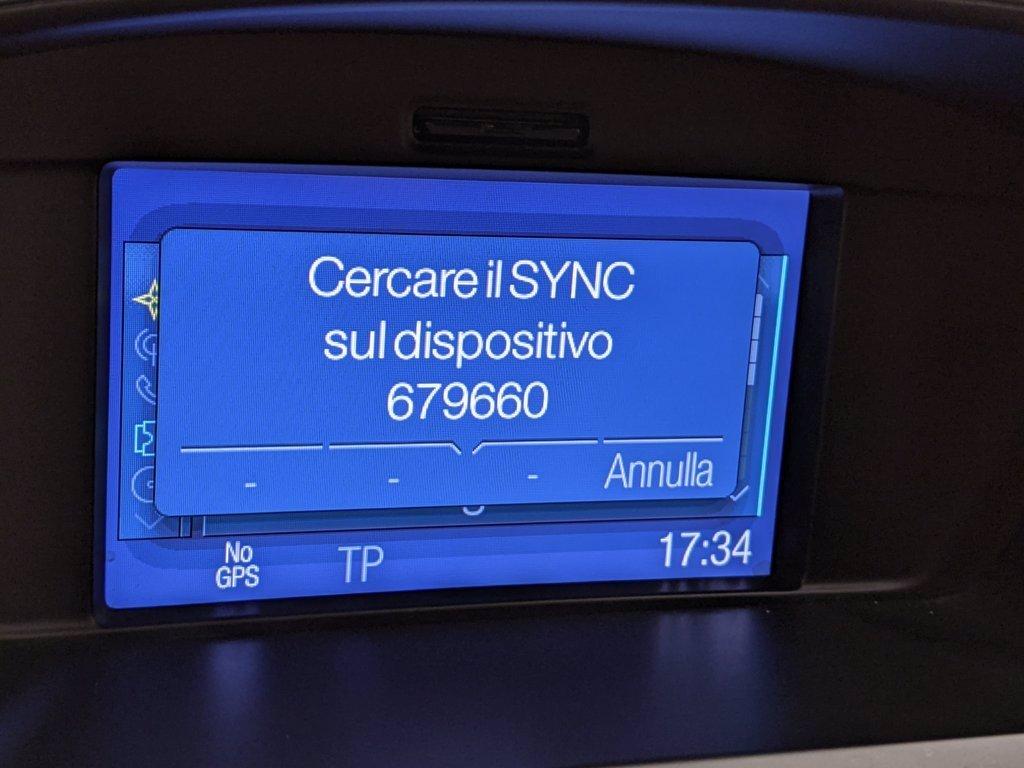 Cercare il SYNC
sul dispositivo
679660
- - - Annulla
No
GPS
TP
17:34